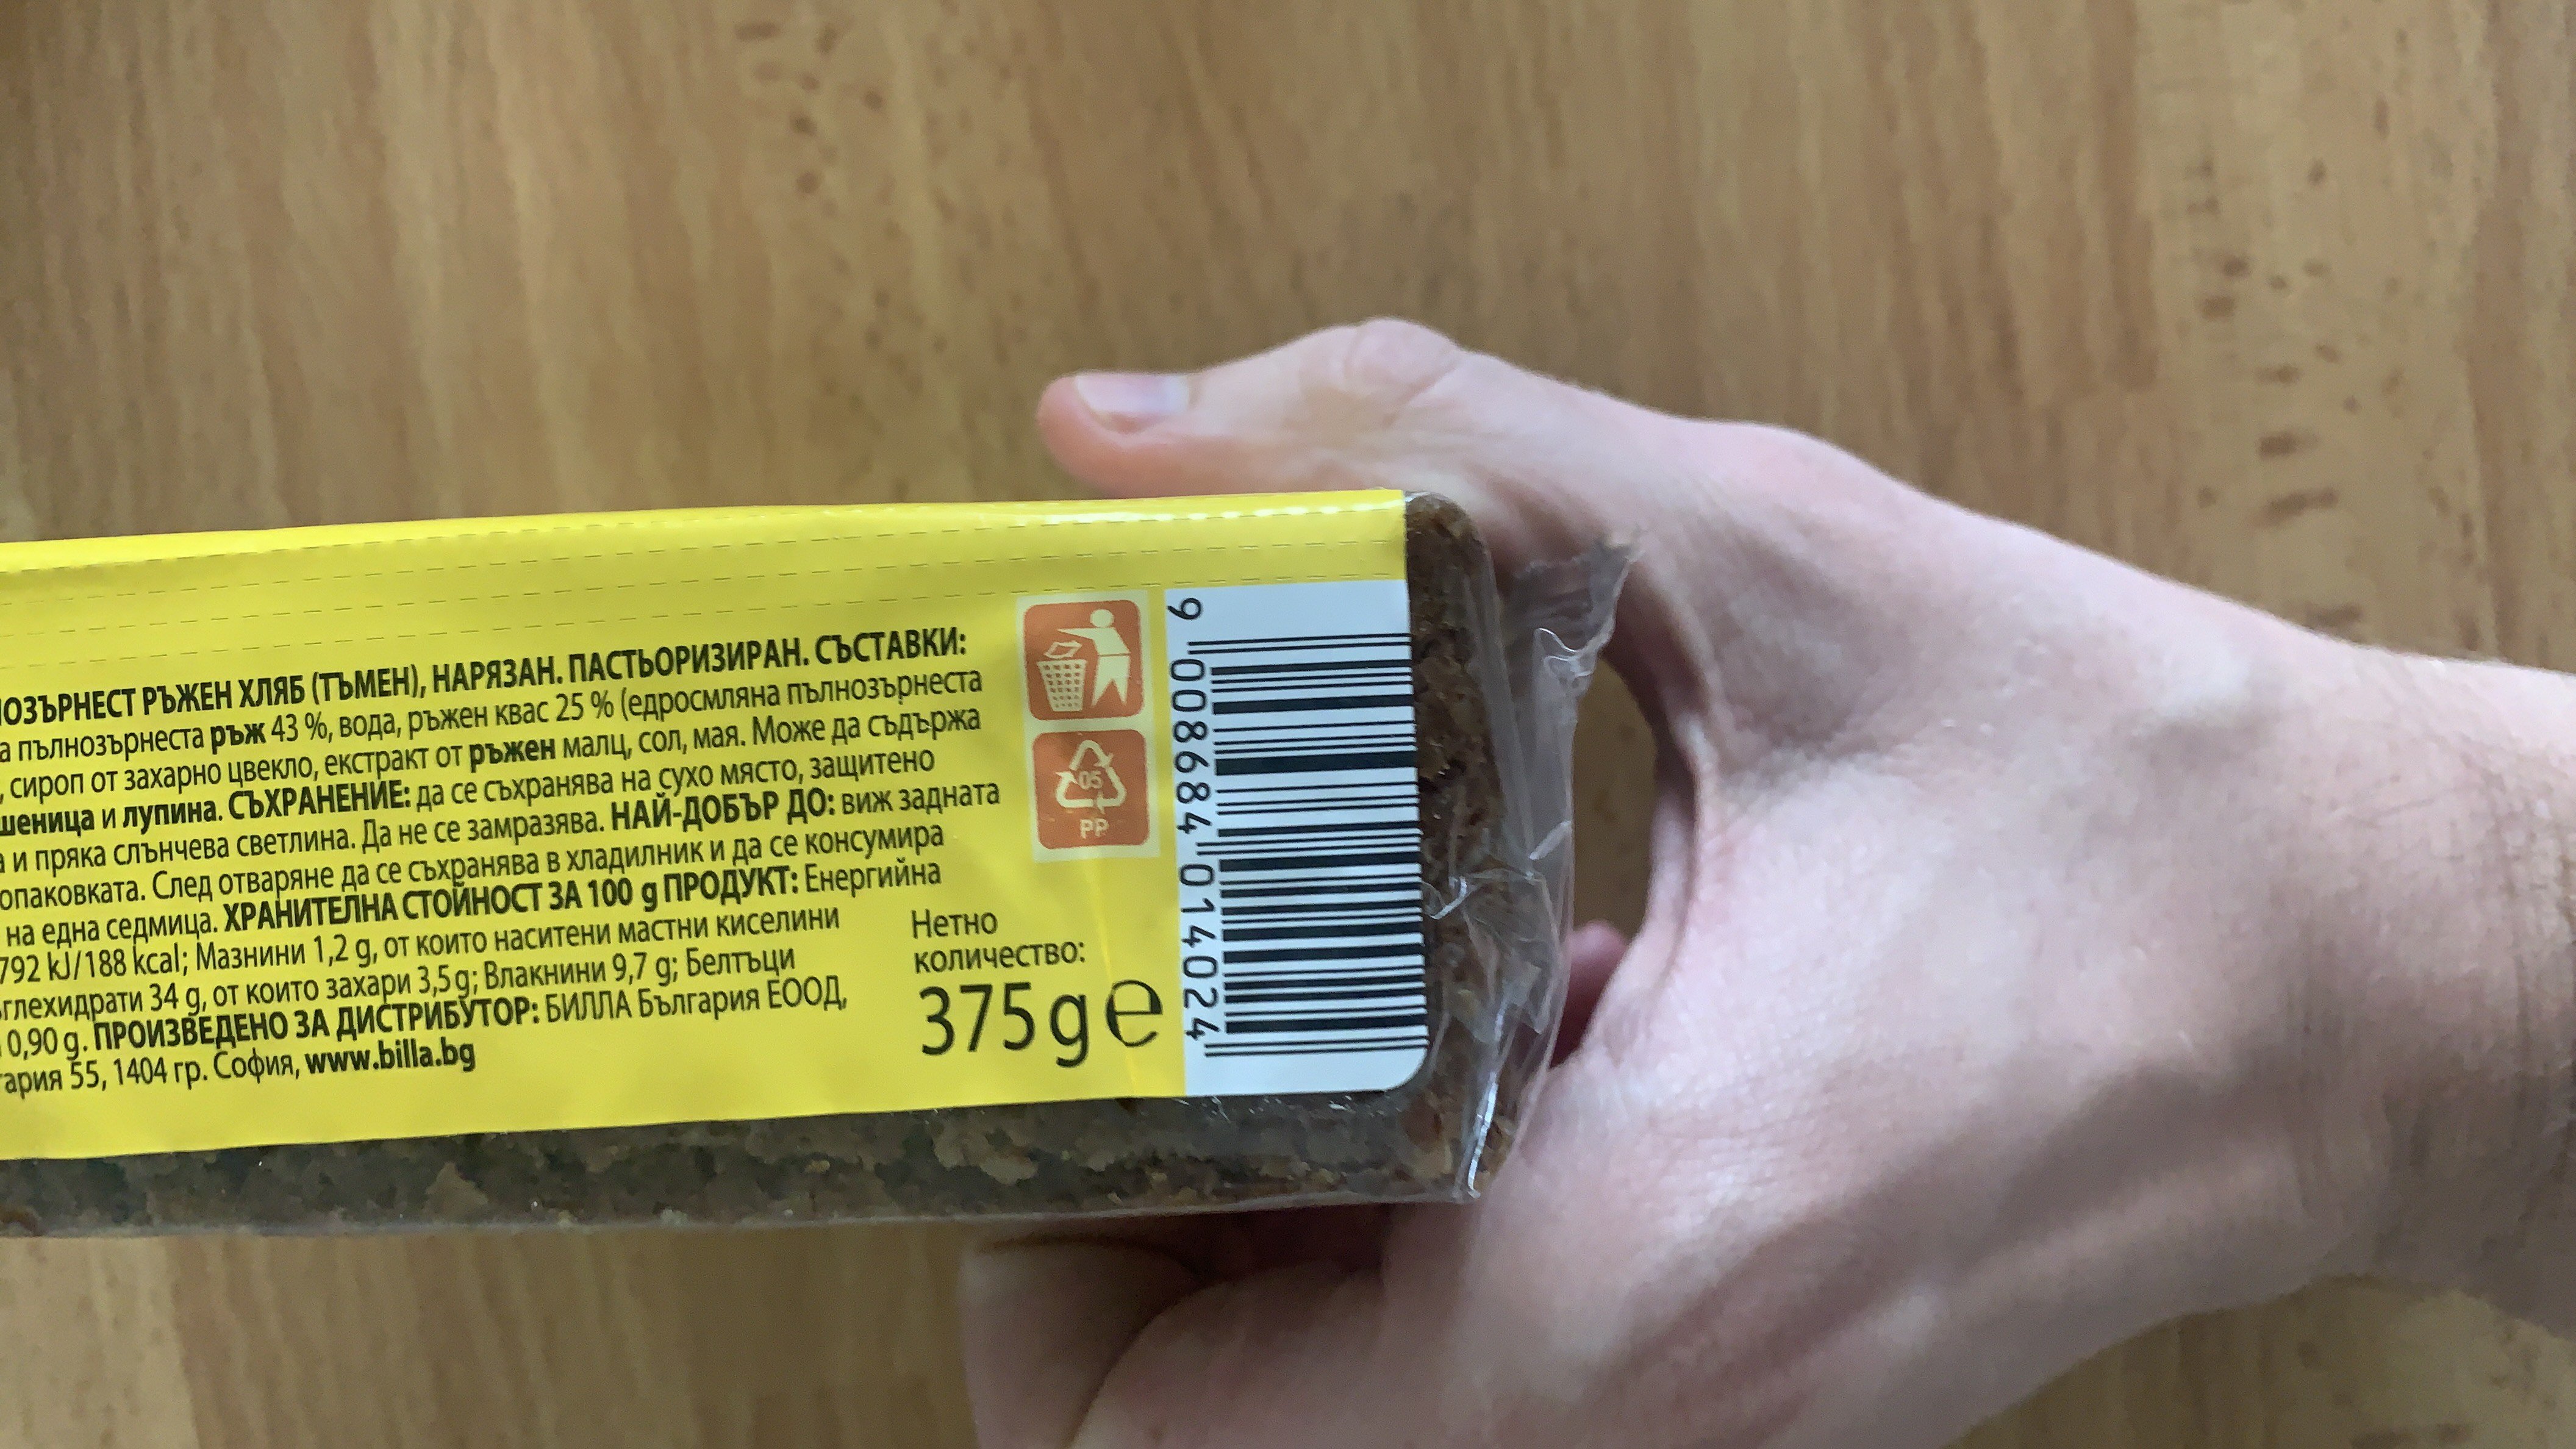 ОЗЪРНЕСТ РЪЖЕН ХЛЯБ (ТЪМЕН), НАРЯЗАН. ПАСТЬОРИЗИРАН. СЪСТАВКИ:
а пълнозърнеста ръж 43 %, вода, ръжен квас 25 % (едросмляна пълнозърнеста
, сироп от захарно цвекло, екстракт от ръжен малц, сол, мая. Може да съдържа
шеница и лупина. СЪХРАНЕНИЕ: да се съхранява на сухо място, защитено
а и пряка слънчева светлина. Да не се замразява. НАЙ-ДОБЪР ДО: виж задната
опаковката. След отваряне да се съхранява в хладилник и да се консумира
на една седмица. ХРАНИТЕЛНА СТОЙНОСТ ЗА 100 g ПРОДУКТ: Енергийна
792 kJ/188 kcal; Мазнини 1,2 g, от които наситени мастни киселини
глехидрати 34 g, от които захари 3,5 g; Влакнини 9,7 g; Белтъци
0,90 g. ПРОИЗВЕДЕНО ЗА ДИСТРИБУТОР: БИЛЛА България ЕООД,
гария 55, 1404 гр. София, www.billa.bg
05
PP
Нетно
количество:
375 g e
9 008684 014024